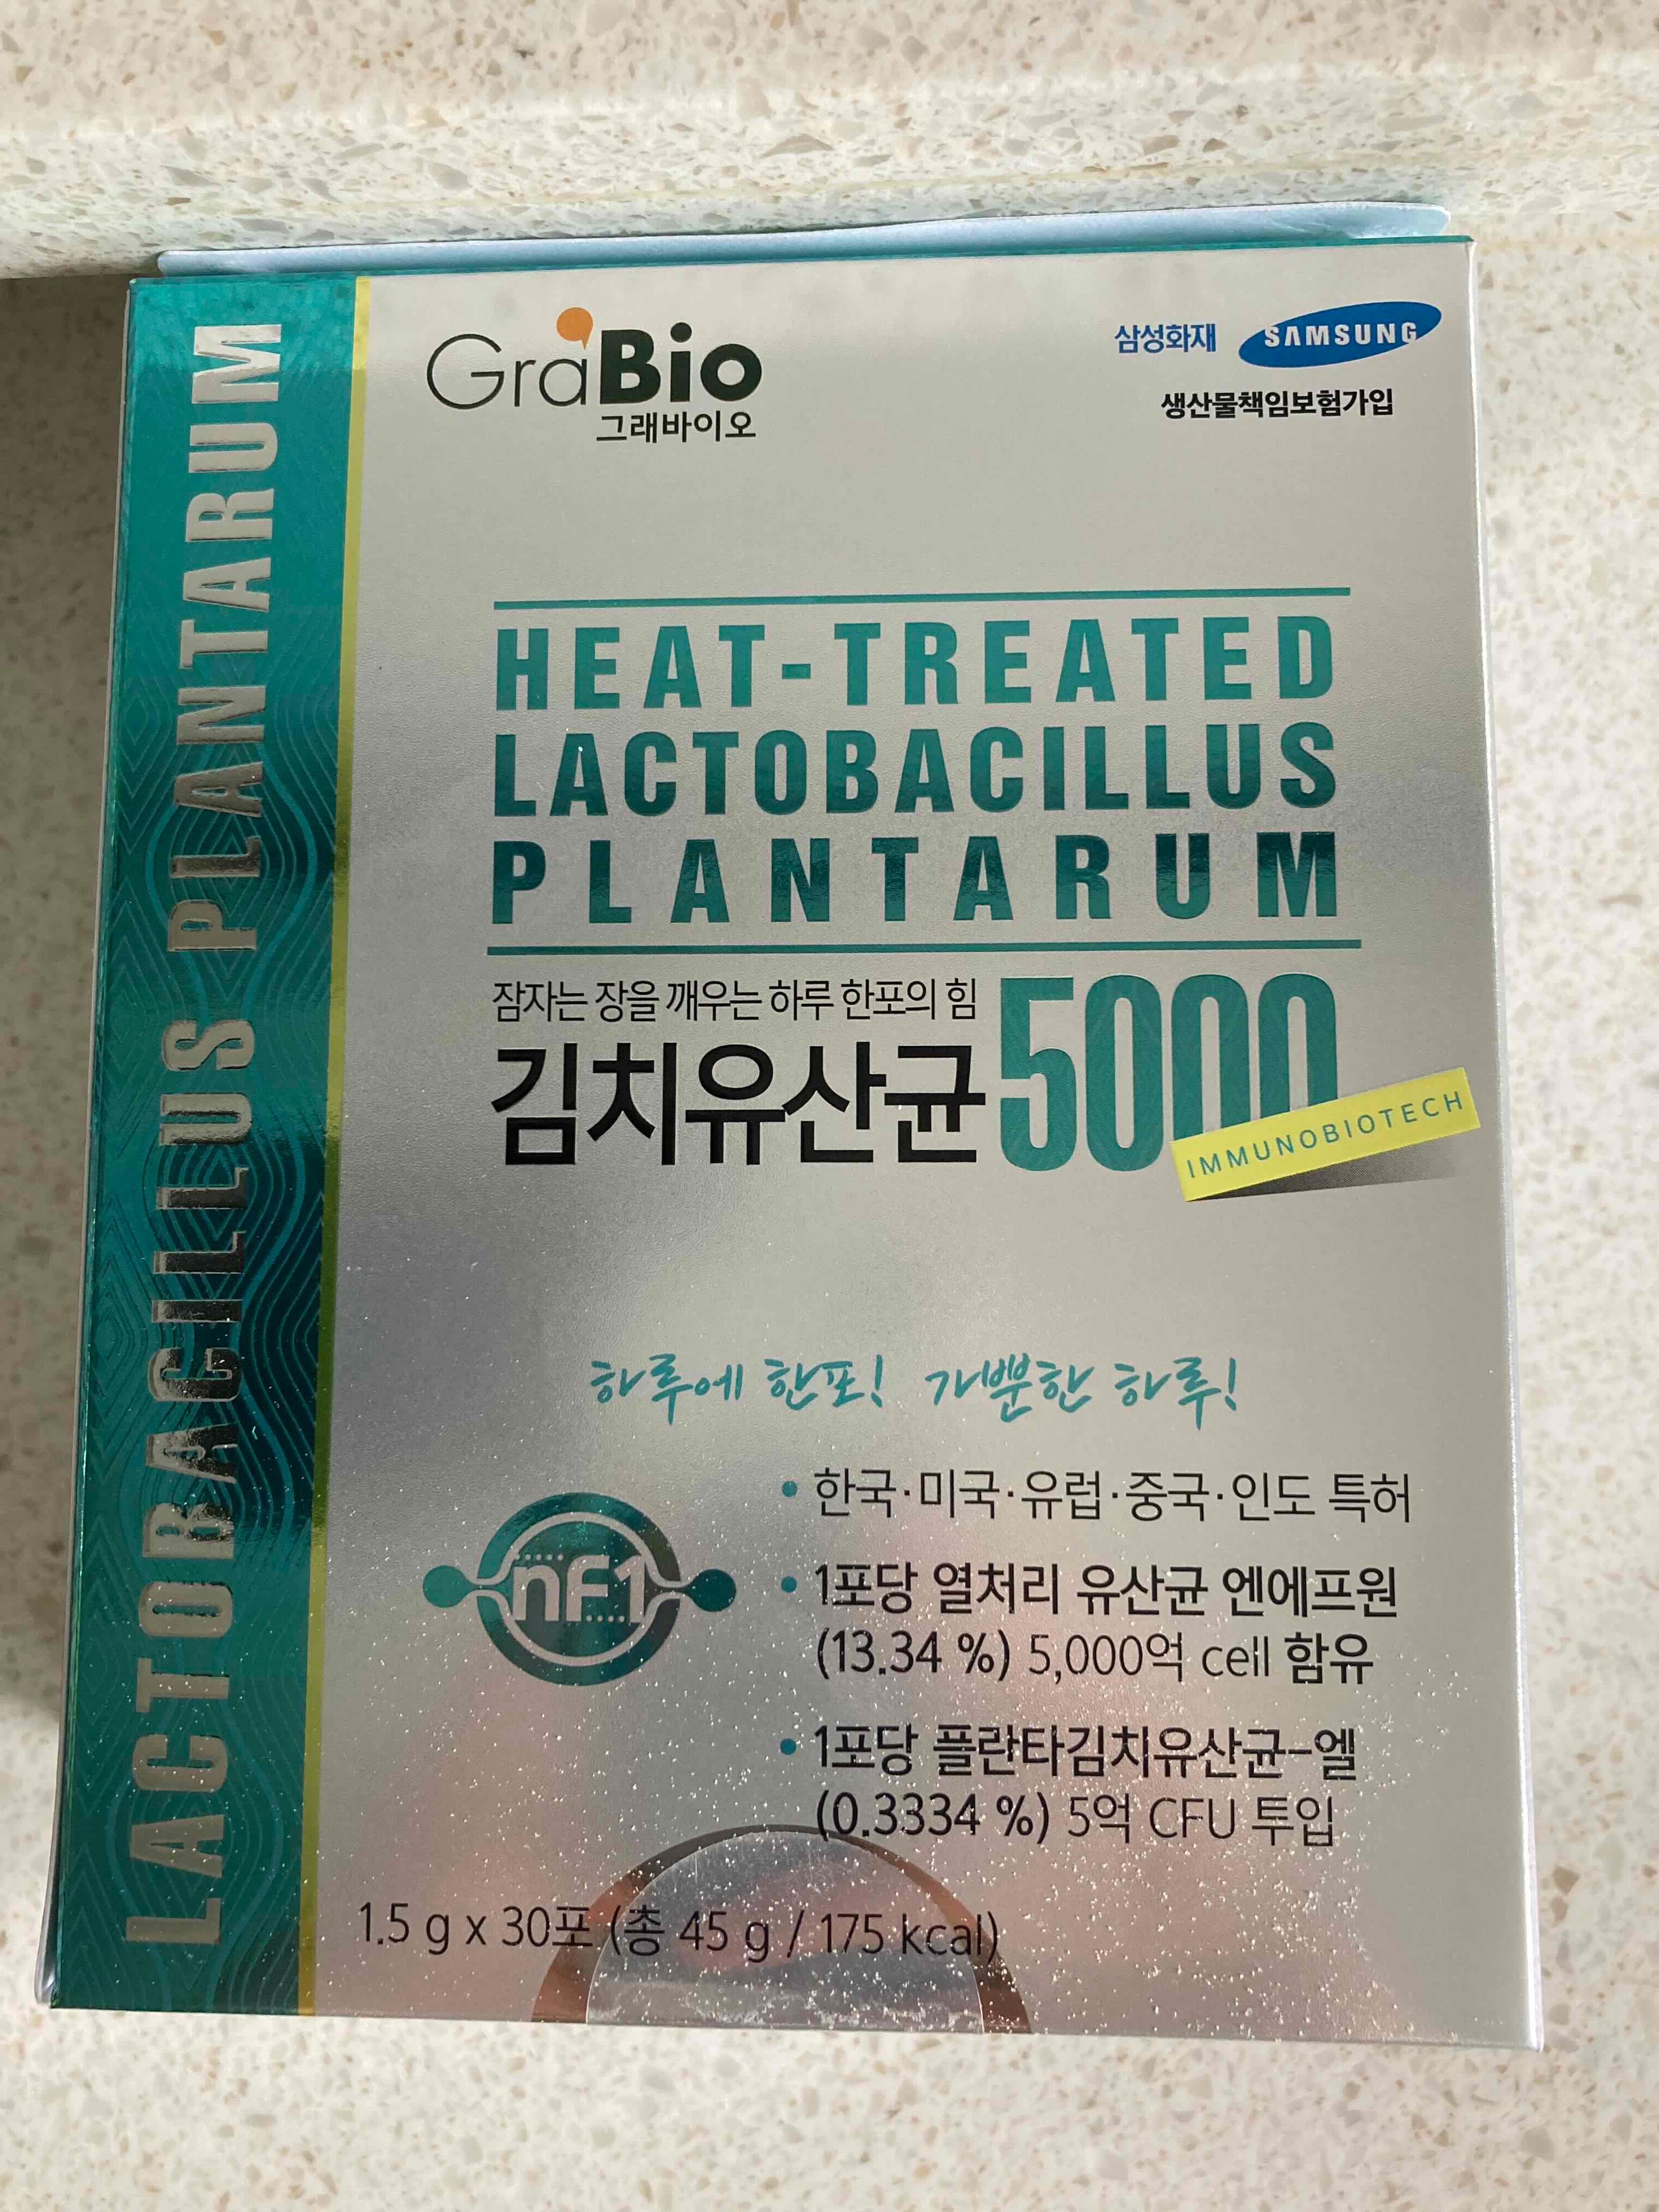 GraBio
그래바이오
삼성화재 SAMSUNG
생산물책임보험가입
LACTOBACILLUS PLANTARUM
HEAT-TREATED
LACTOBACILLUS
PLANTARUM
잠자는 장을 깨우는 하루 한포의 힘
김치유산균 5000
IMMUNOBIOTECH
하루에 한포! 가뿐한 하루!
nF1
• 한국·미국·유럽·중국·인도 특허
• 1포당 열처리 유산균 엔에프원
(13.34 %) 5,000억 cell 함유
• 1포당 플란타김치유산균-엘
(0.3334 %) 5억 CFU 투입
1.5 g x 30포 (총 45 g / 175 kcal)